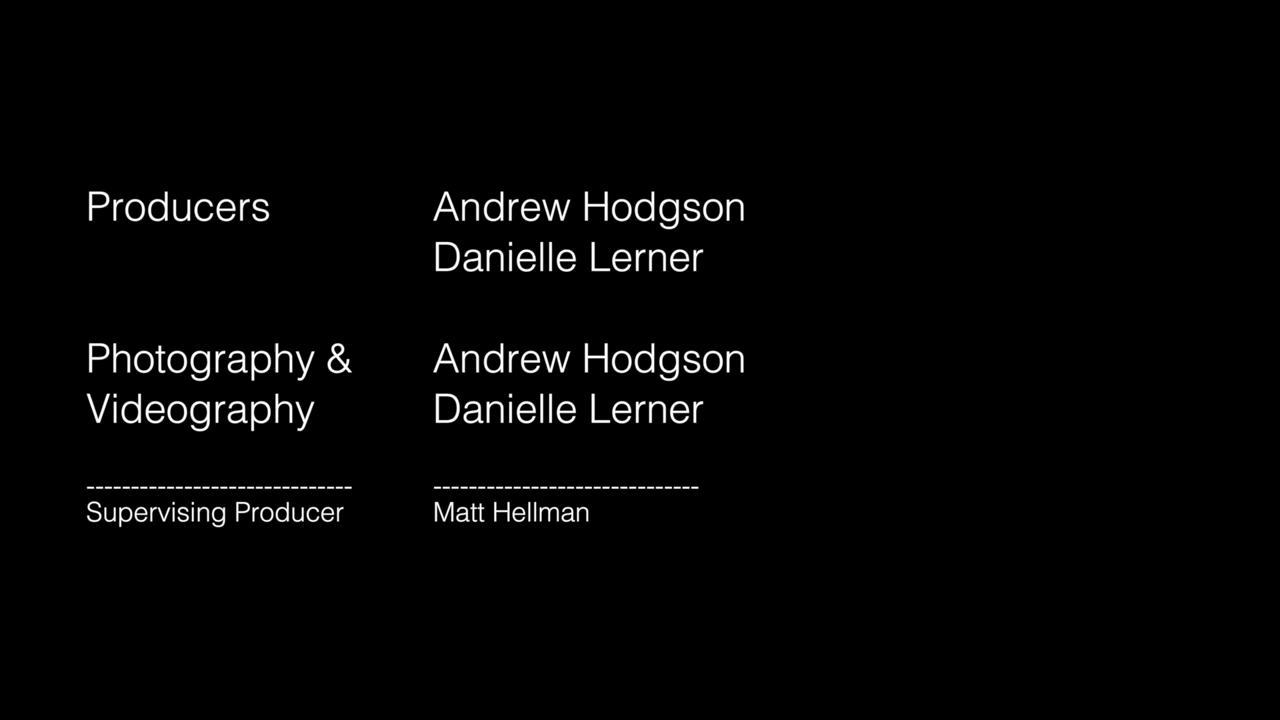 Producers Andrew Hodgson
Danielle Lerner
Photography & Andrew Hodgson
Videography Danielle Lerner
------------------------------ ------------------------------
Supervising Producer Matt Hellman